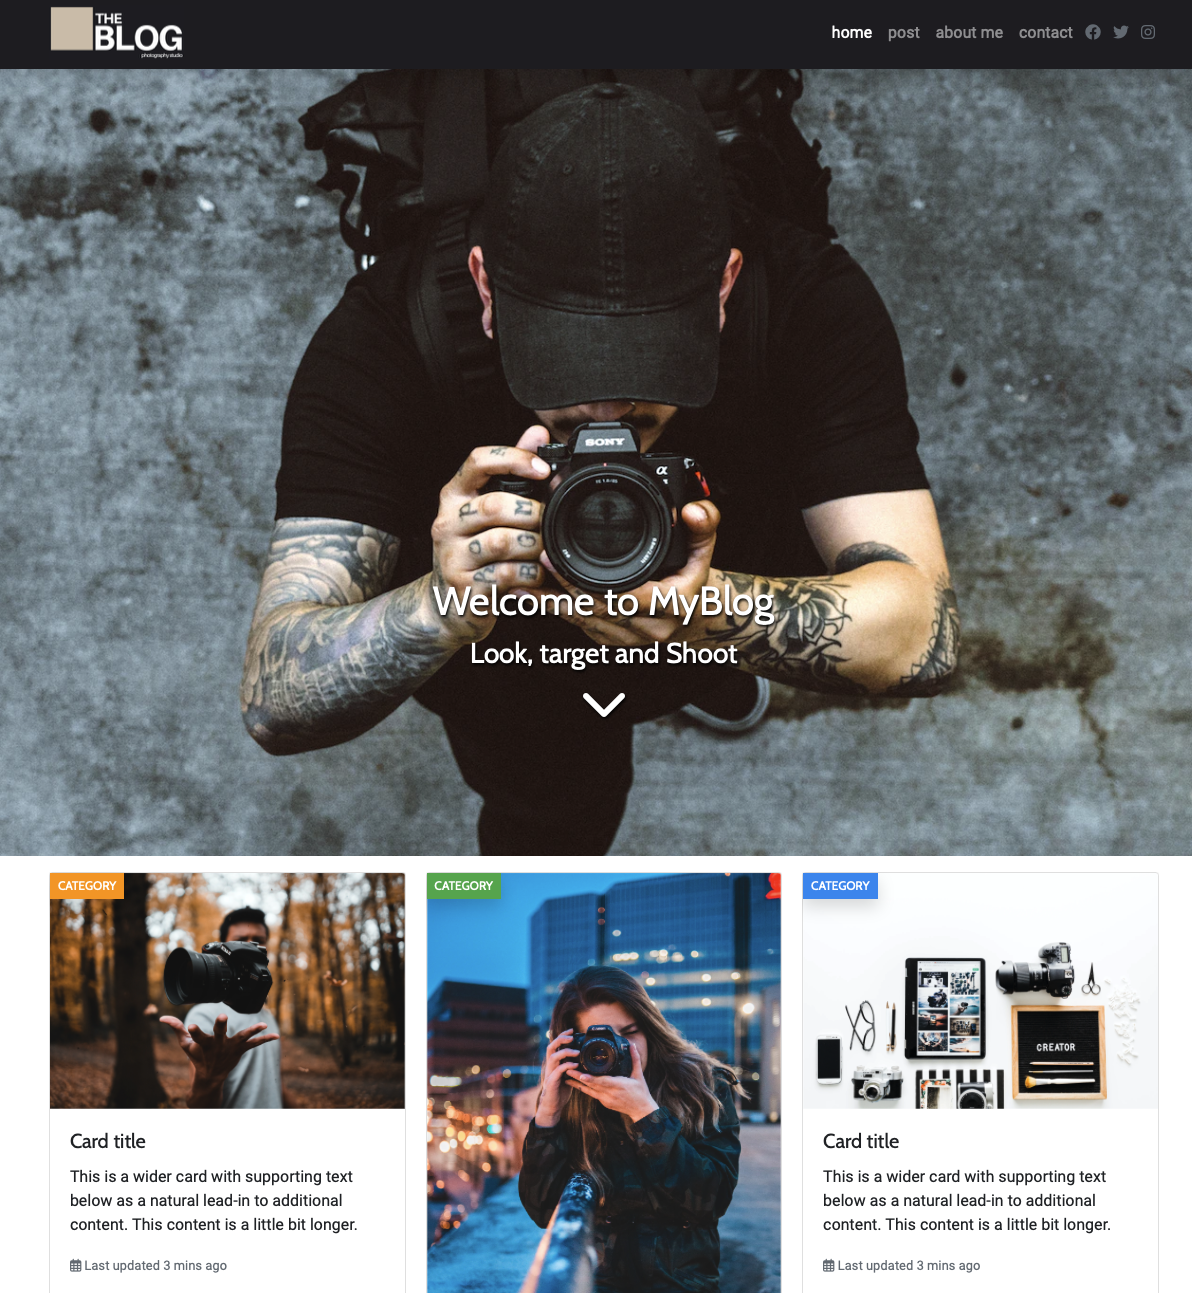 THE
BLOG
photography studio
home post about me contact
SONY
α
Welcome to MyBlog
Look, target and Shoot
CATEGORY
CATEGORY
CATEGORY
CREATOR
Card title
This is a wider card with supporting text
below as a natural lead-in to additional
content. This content is a little bit longer.
Last updated 3 mins ago
Card title
This is a wider card with supporting text
below as a natural lead-in to additional
content. This content is a little bit longer.
Last updated 3 mins ago